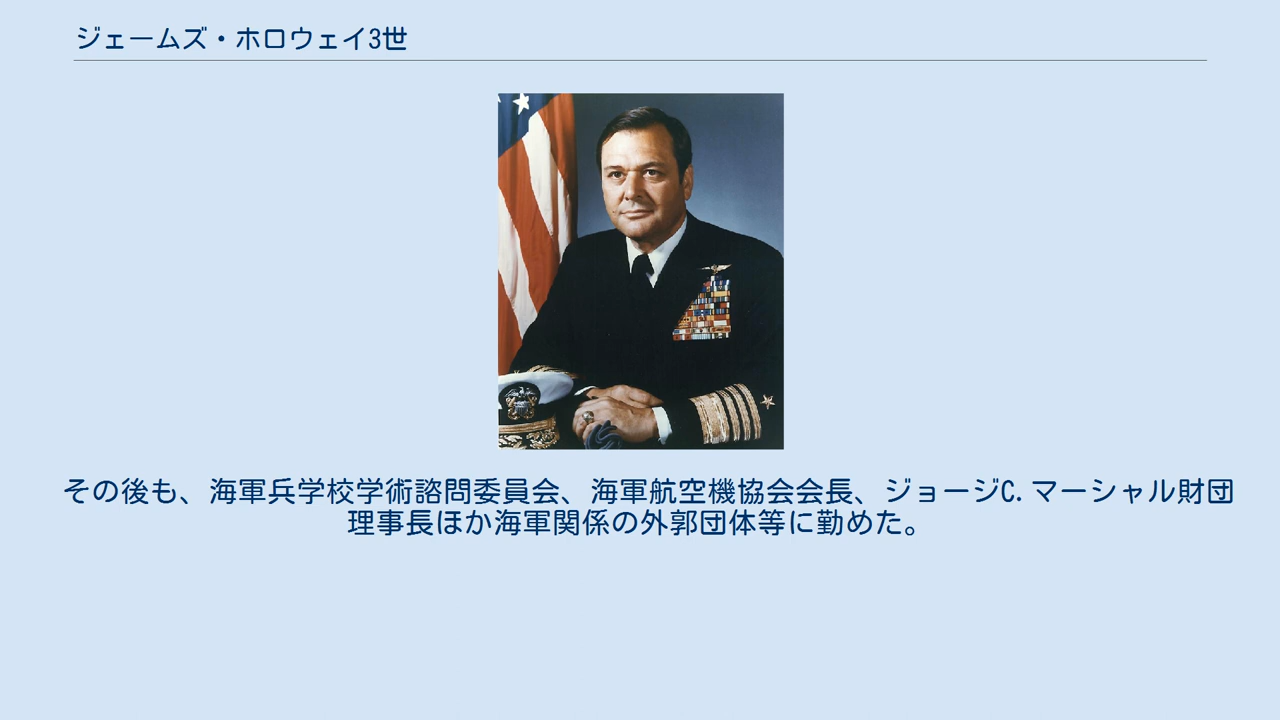 ジェームズ・ホロウェイ3世
その後も、海軍兵学校学術諮問委員会、海軍航空機協会会長、ジョージC.マーシャル財団
理事長ほか海軍関係の外郭団体等に勤めた。